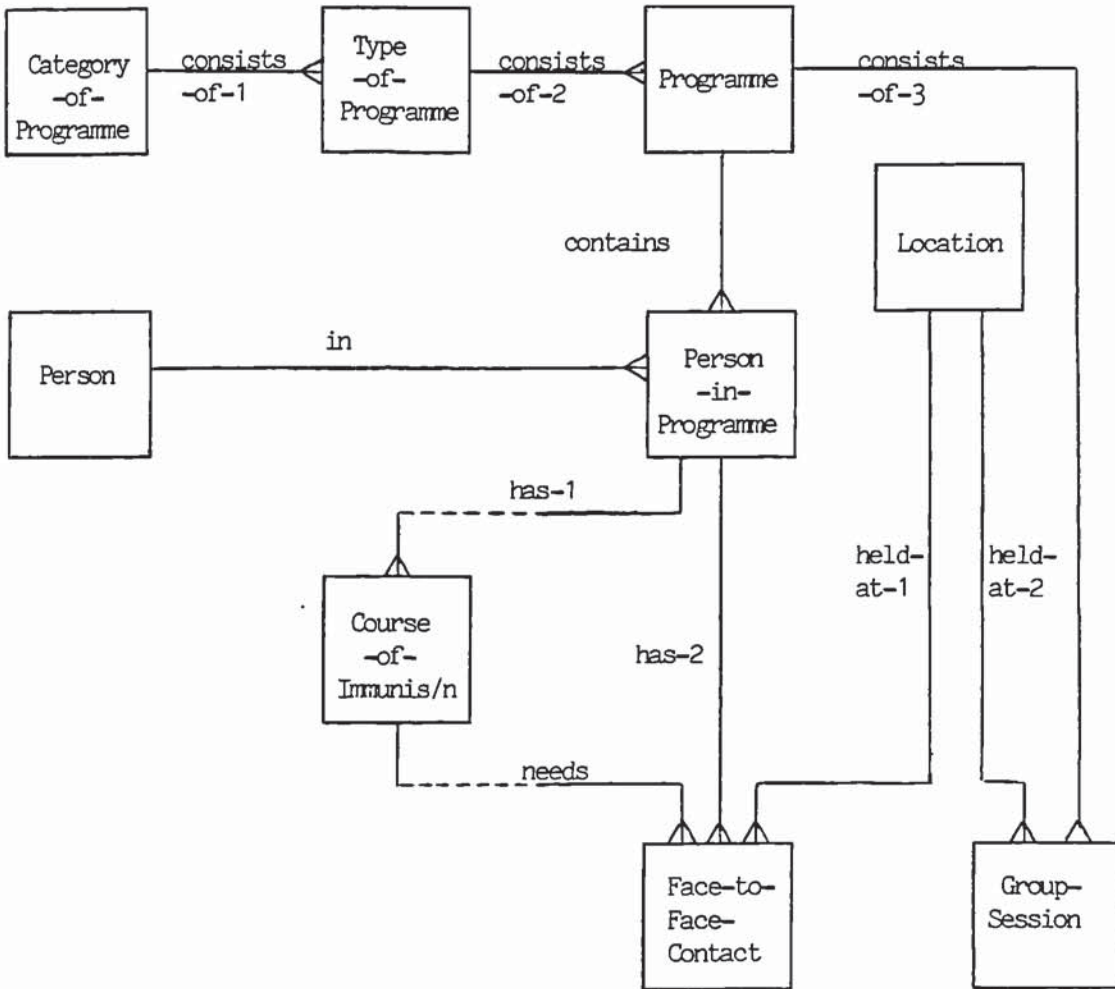 Category
-of-
Programme
consists
-of-1
Type
-of-
Programme
consists
-of-2
Programme
consists
-of-3
contains
Location
Person
in
Person
-in-
Programme
has-1
held-
at-1
held-
at-2
Course
-of-
Immunis/n
has-2
needs
Face-to-
Face-
Contact
Group-
Session